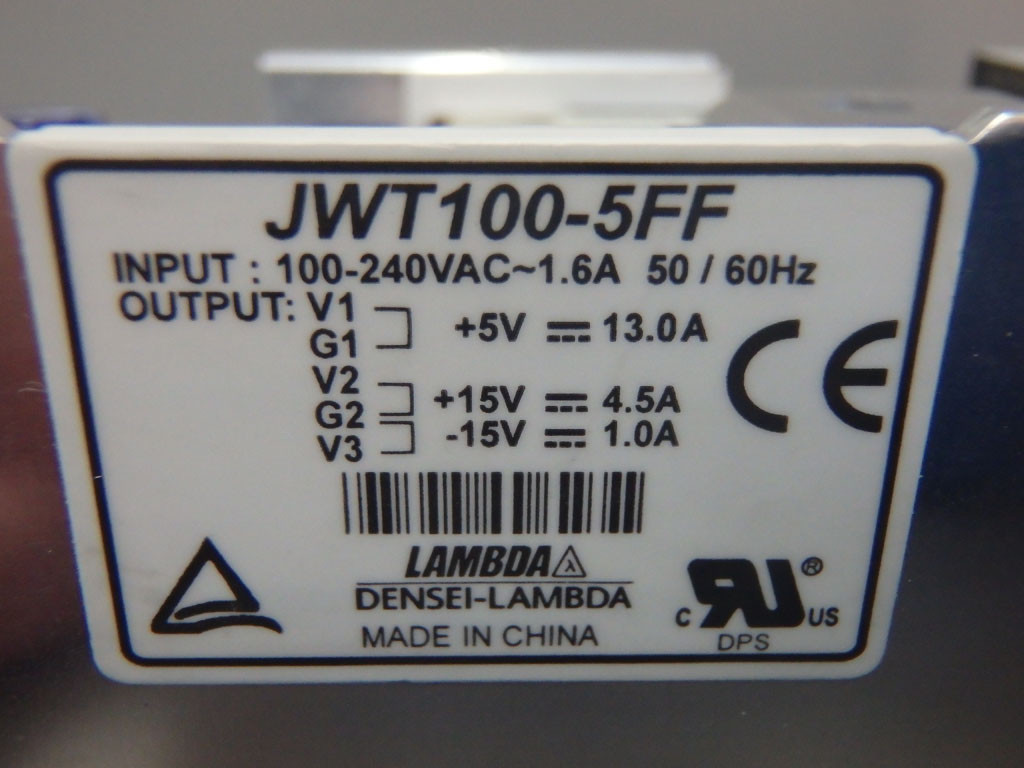 JWT100-5FF
INPUT : 100-240VAC~1.6A 50 / 60Hz
OUTPUT: V1
G1
+5V ⎓ 13.0A
V2
G2
+15V ⎓ 4.5A
V3
-15V ⎓ 1.0A
CE
LAMBDA λ
DENSEI-LAMBDA
MADE IN CHINA
c RU ® US
DPS